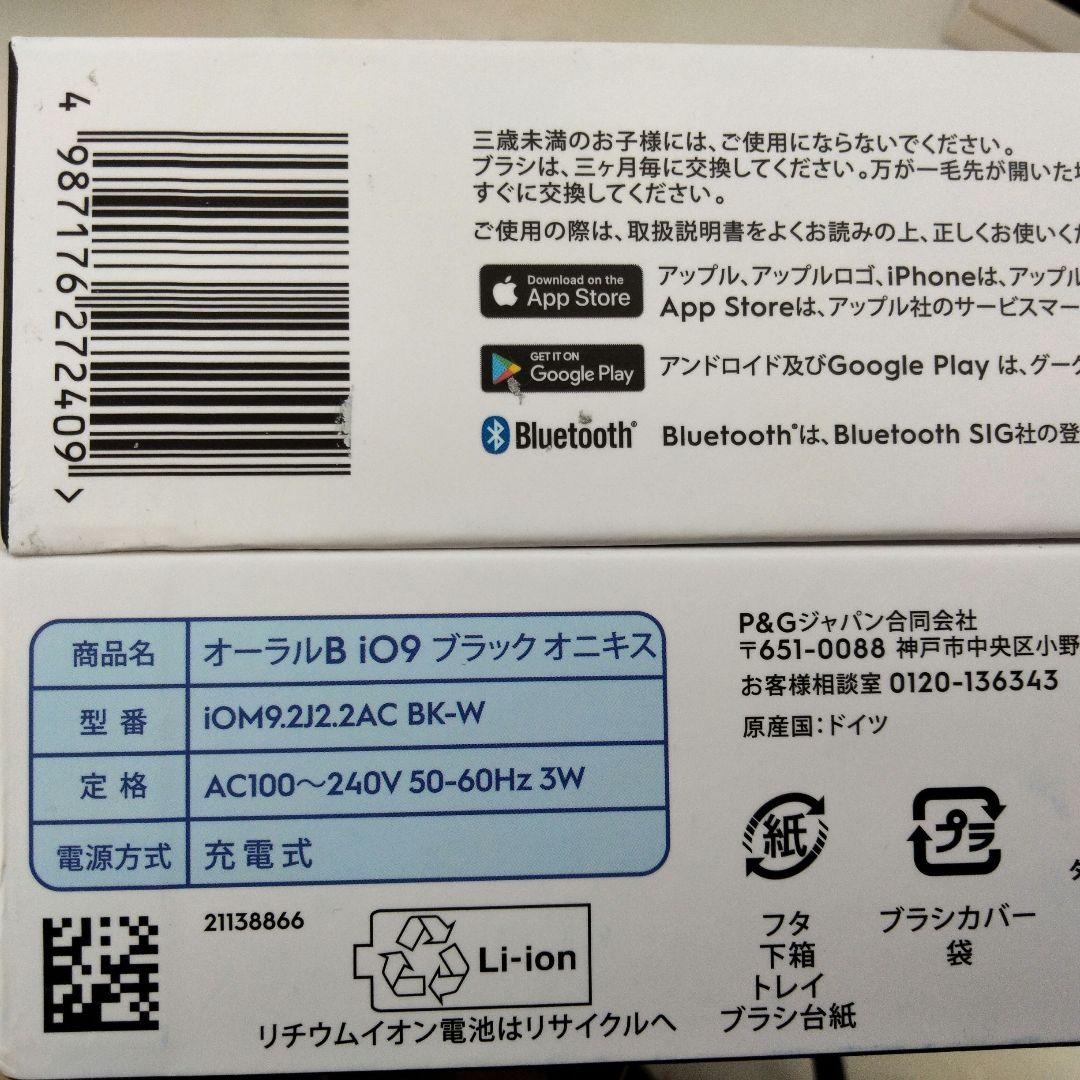 4 987176 272409 >
三歳未満のお子様には、ご使用にならないでください。
ブラシは、三ヶ月毎に交換してください。万が一毛先が開いた
すぐに交換してください。
ご使用の際は、取扱説明書をよくお読みの上、正しくお使いくだ
Download on the
App Store
アップル、アップルロゴ、iPhoneは、アップル
App Storeは、アップル社のサービスマー
GET IT ON
Google Play
アンドロイド及びGoogle Play は、グーグ
Bluetooth®
Bluetooth®は、Bluetooth SIG社の登
商品名 オーラルB iO9 ブラック オニキス
型番 iOM9.2J2.2AC BK-W
定格 AC100～240V 50-60Hz 3W
電源方式 充電式
21138866
Li-ion
リチウムイオン電池はリサイクルへ
P&Gジャパン合同会社
〒651-0088 神戸市中央区小野
お客様相談室 0120-136343
原産国：ドイツ
紙
フタ
下箱
トレイ
ブラシ台紙
プラ
ブラシカバー
袋